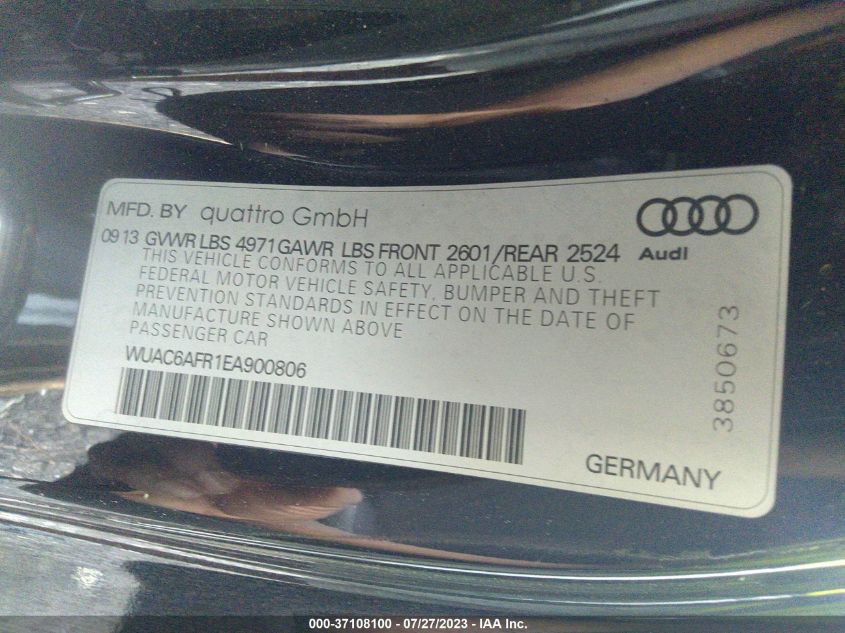 MFD. BY quattro GmbH
09 13 GVWR LBS 4971 GAWR LBS FRONT 2601/REAR 2524
Audi
THIS VEHICLE CONFORMS TO ALL APPLICABLE U.S.
FEDERAL MOTOR VEHICLE SAFETY, BUMPER AND THEFT
PREVENTION STANDARDS IN EFFECT ON THE DATE OF
MANUFACTURE SHOWN ABOVE
PASSENGER CAR
WUAC6AFR1EA900806
3850673
GERMANY
000-37108100 / 07/27/2023 - IAA Inc.